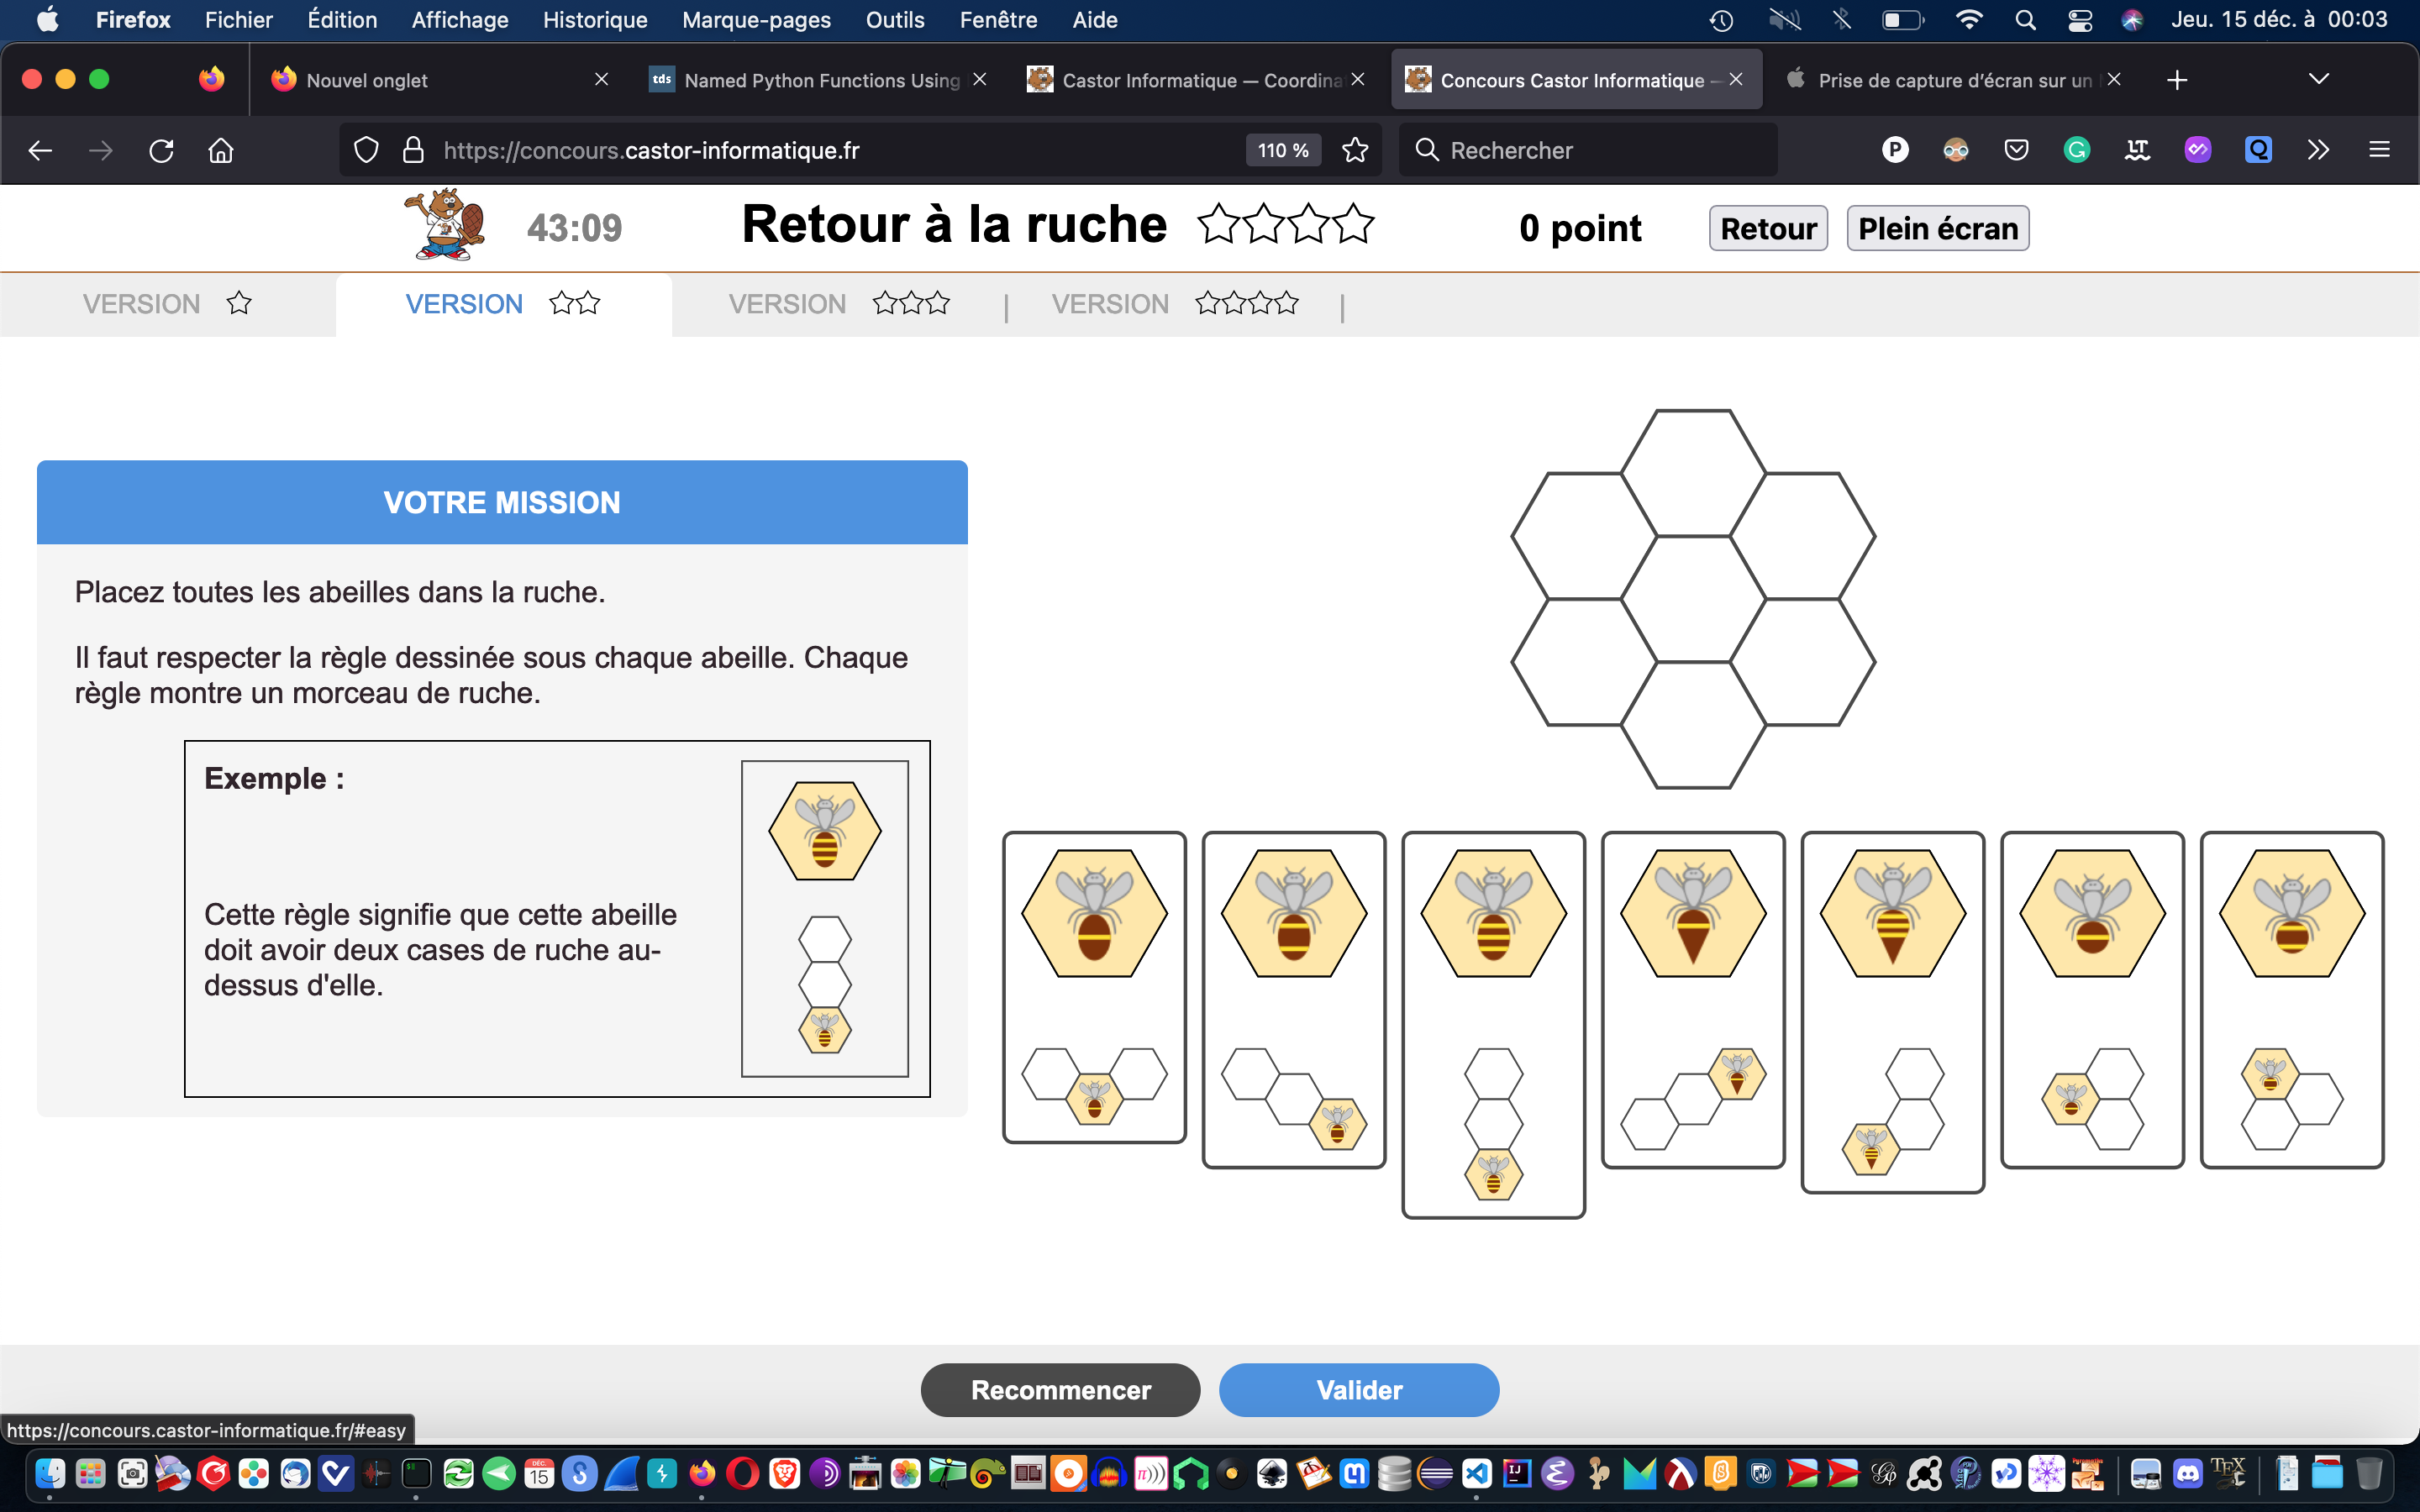 Firefox Fichier Édition Affichage Historique Marque-pages Outils Fenêtre Aide Jeu. 15 déc. à 00:03
Nouvel onglet
tds Named Python Functions Using
Castor Informatique — Coordina
Concours Castor Informatique —
Prise de capture d'écran sur un
https://concours.castor-informatique.fr 110 % Rechercher
43:09 Retour à la ruche 0 point Retour Plein écran
VERSION VERSION VERSION | VERSION |
VOTRE MISSION
Placez toutes les abeilles dans la ruche.
Il faut respecter la règle dessinée sous chaque abeille. Chaque
règle montre un morceau de ruche.
Exemple :
Cette règle signifie que cette abeille
doit avoir deux cases de ruche au-
dessus d'elle.
Recommencer Valider
https://concours.castor-informatique.fr/#easy